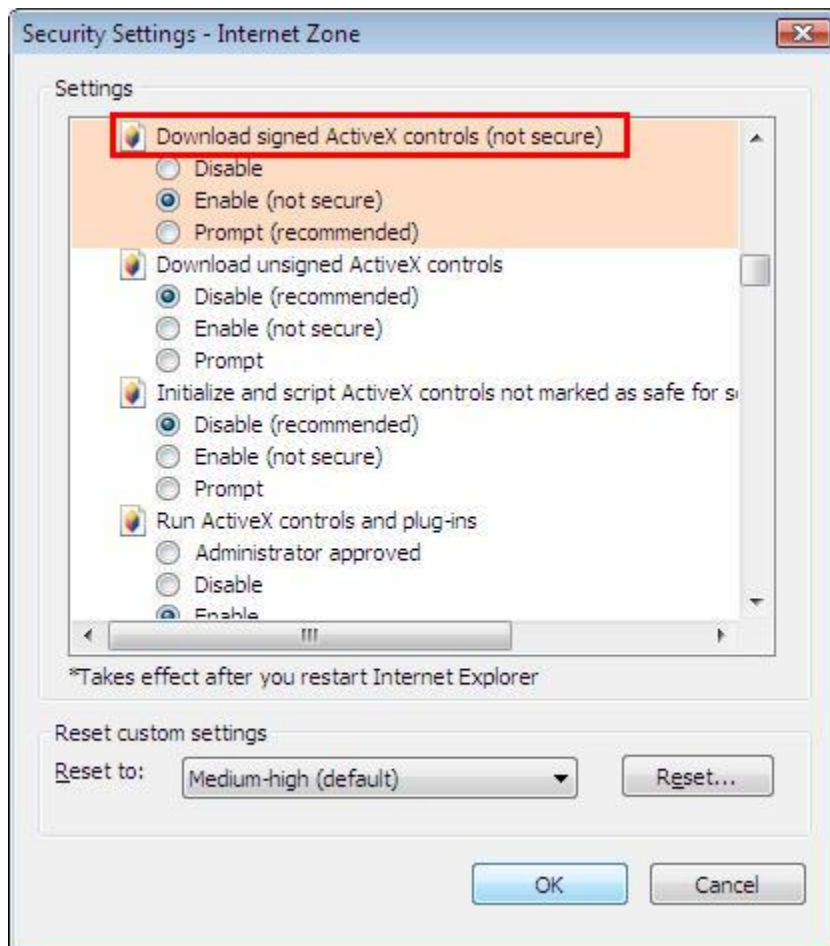 Security Settings - Internet Zone
Settings
Download signed ActiveX controls (not secure)
Disable
Enable (not secure)
Prompt (recommended)
Download unsigned ActiveX controls
Disable (recommended)
Enable (not secure)
Prompt
Initialize and script ActiveX controls not marked as safe for
Disable (recommended)
Enable (not secure)
Prompt
Run ActiveX controls and plug-ins
Administrator approved
Disable
Enable
*Takes effect after you restart Internet Explorer
Reset custom settings
Reset to: Medium-high (default) Reset...
OK Cancel